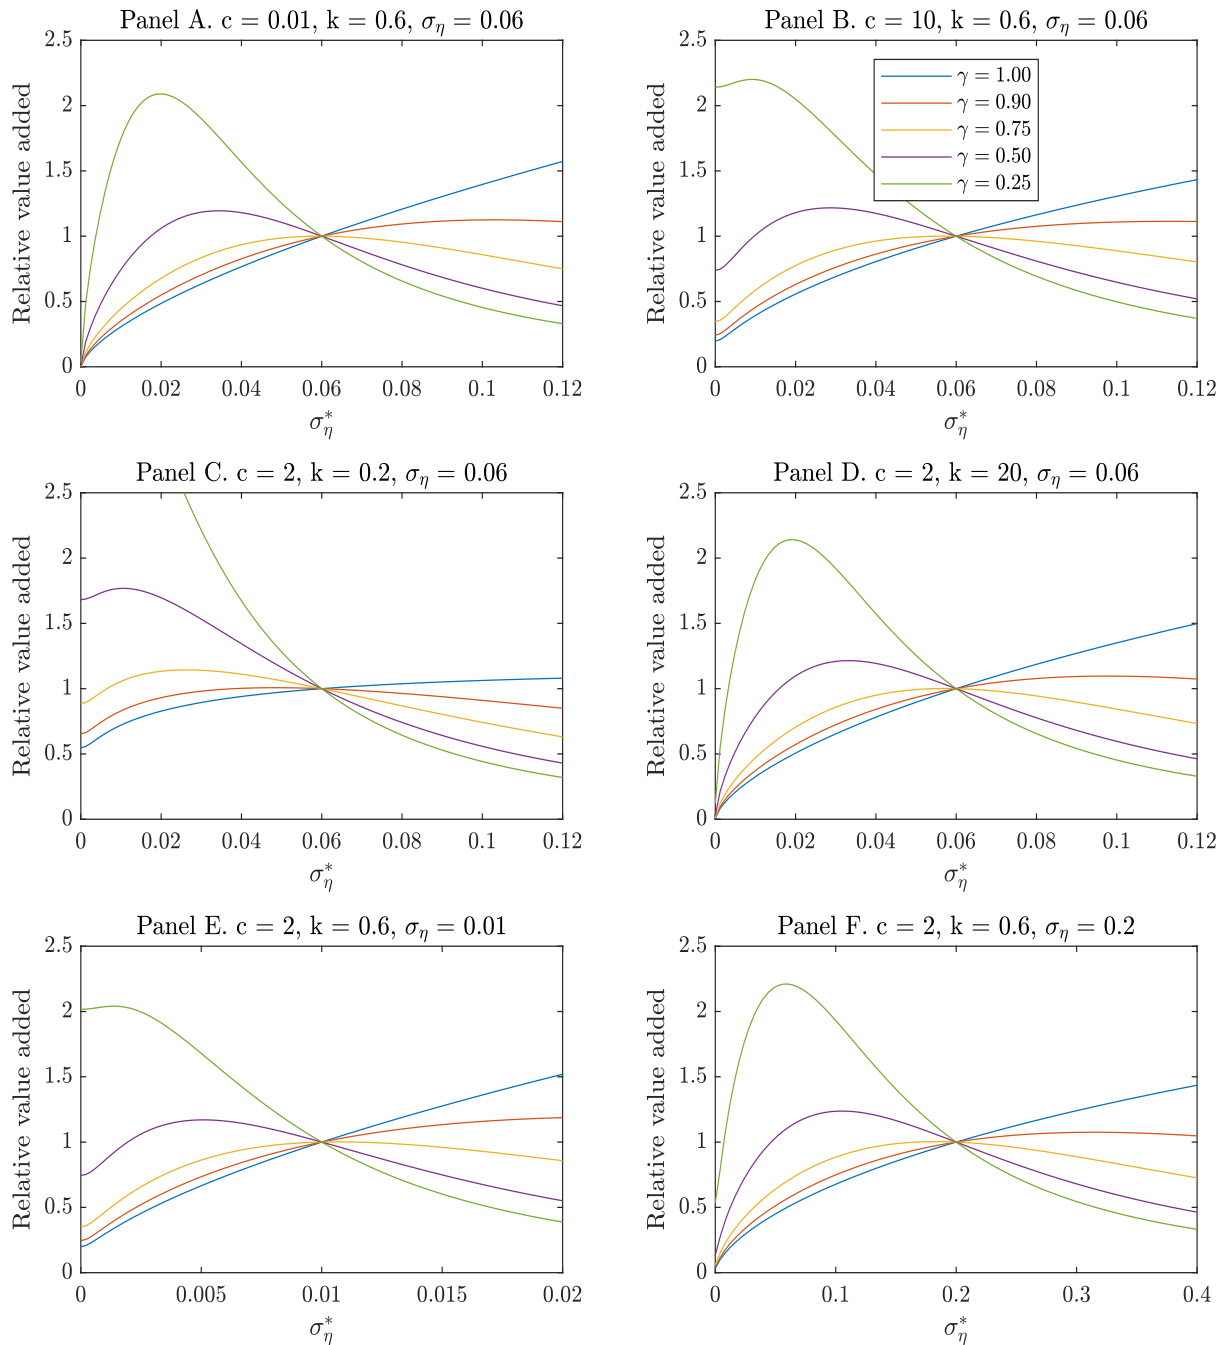 Panel A. c = 0.01, k = 0.6, σ_η = 0.06
Relative value added
2.5
2
1.5
1
0.5
0
0 0.02 0.04 0.06 0.08 0.1 0.12
σ*_η
Panel B. c = 10, k = 0.6, σ_η = 0.06
Relative value added
2.5
2
1.5
1
0.5
0
γ = 1.00
γ = 0.90
γ = 0.75
γ = 0.50
γ = 0.25
0 0.02 0.04 0.06 0.08 0.1 0.12
σ*_η
Panel C. c = 2, k = 0.2, σ_η = 0.06
Relative value added
2.5
2
1.5
1
0.5
0
0 0.02 0.04 0.06 0.08 0.1 0.12
σ*_η
Panel D. c = 2, k = 20, σ_η = 0.06
Relative value added
2.5
2
1.5
1
0.5
0
0 0.02 0.04 0.06 0.08 0.1 0.12
σ*_η
Panel E. c = 2, k = 0.6, σ_η = 0.01
Relative value added
2.5
2
1.5
1
0.5
0
0 0.005 0.01 0.015 0.02
σ*_η
Panel F. c = 2, k = 0.6, σ_η = 0.2
Relative value added
2.5
2
1.5
1
0.5
0
0 0.1 0.2 0.3 0.4
σ*_η